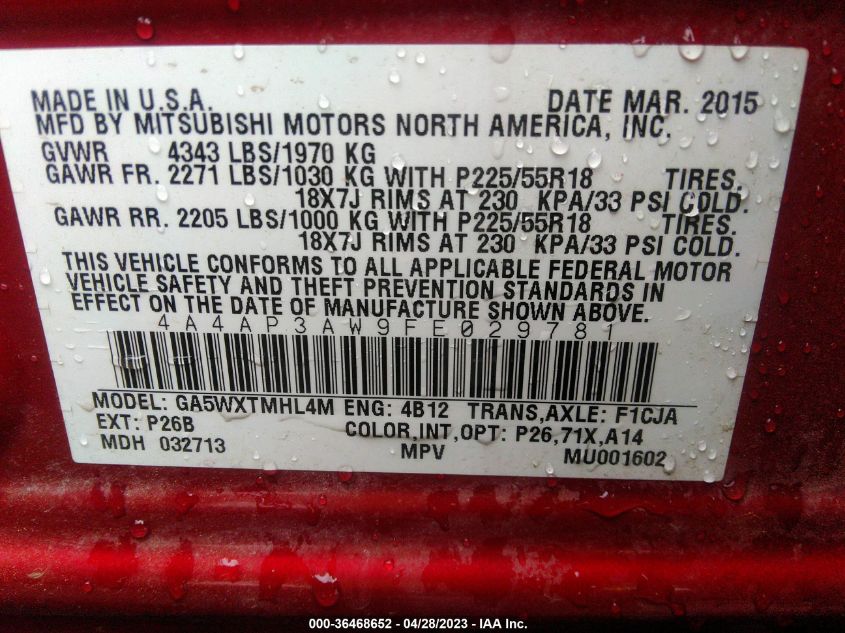 MADE IN U.S.A. DATE MAR. 2015
MFD BY MITSUBISHI MOTORS NORTH AMERICA, INC.
GVWR 4343 LBS/1970 KG
GAWR FR. 2271 LBS/1030 KG WITH P225/55R18 TIRES.
18X7J RIMS AT 230 KPA/33 PSI COLD.
GAWR RR. 2205 LBS/1000 KG WITH P225/55R18 TIRES.
18X7J RIMS AT 230 KPA/33 PSI COLD.
THIS VEHICLE CONFORMS TO ALL APPLICABLE FEDERAL MOTOR
VEHICLE SAFETY AND THEFT PREVENTION STANDARDS IN
EFFECT ON THE DATE OF MANUFACTURE SHOWN ABOVE.
4A4AP3AW9FE029781
MODEL: GA5WXTMHL4M ENG: 4B12 TRANS,AXLE: F1CJA
EXT: P26B COLOR,INT,OPT: P26,71X,A14
MDH 032713 MPV MU001602
000-36468652 - 04/28/2023 - IAA Inc.